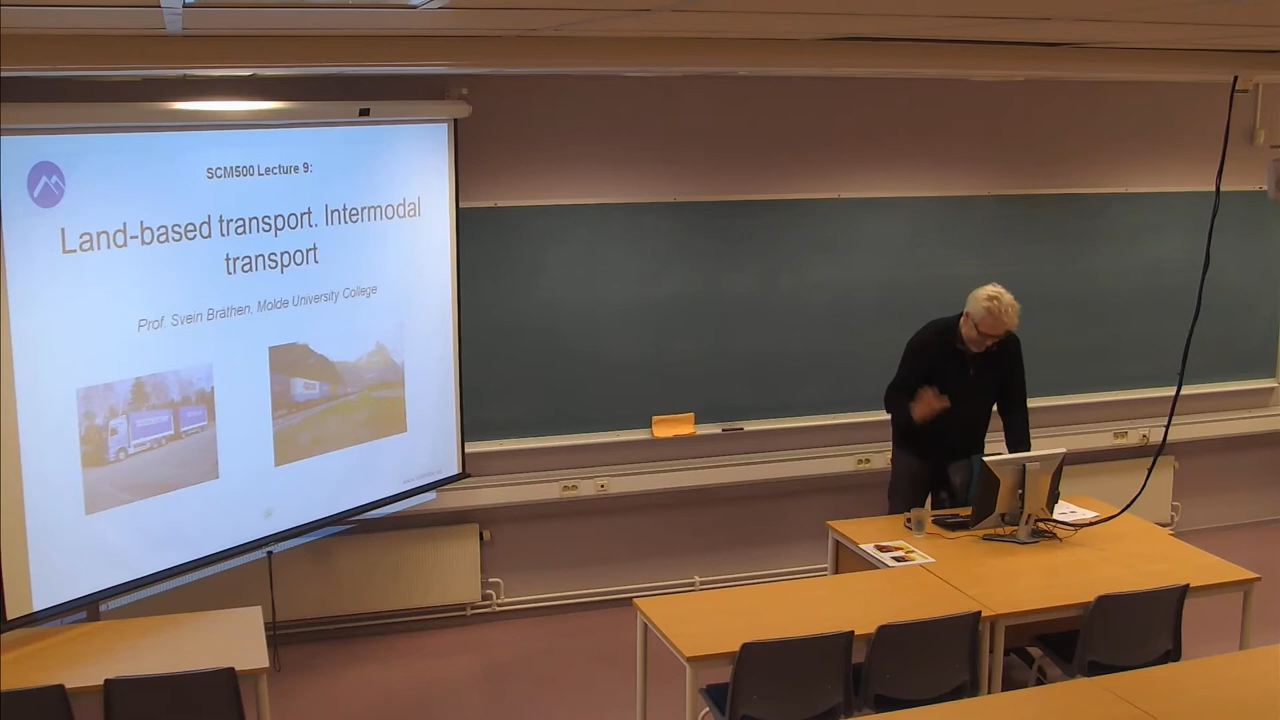 SCM500 Lecture 9:
Land-based transport. Intermodal
transport
Prof. Svein Bråthen, Molde University College